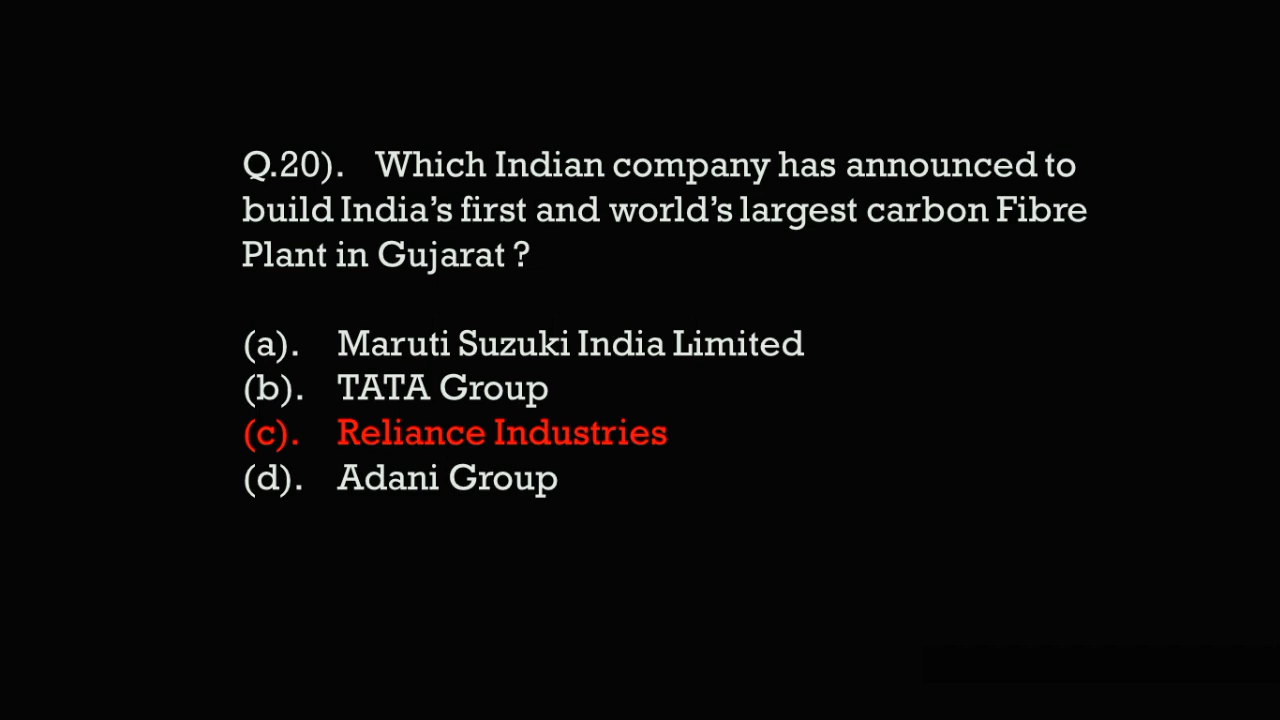 Q.20). Which Indian company has announced to
build India’s first and world’s largest carbon Fibre
Plant in Gujarat ?
(a). Maruti Suzuki India Limited
(b). TATA Group
(c). Reliance Industries
(d). Adani Group